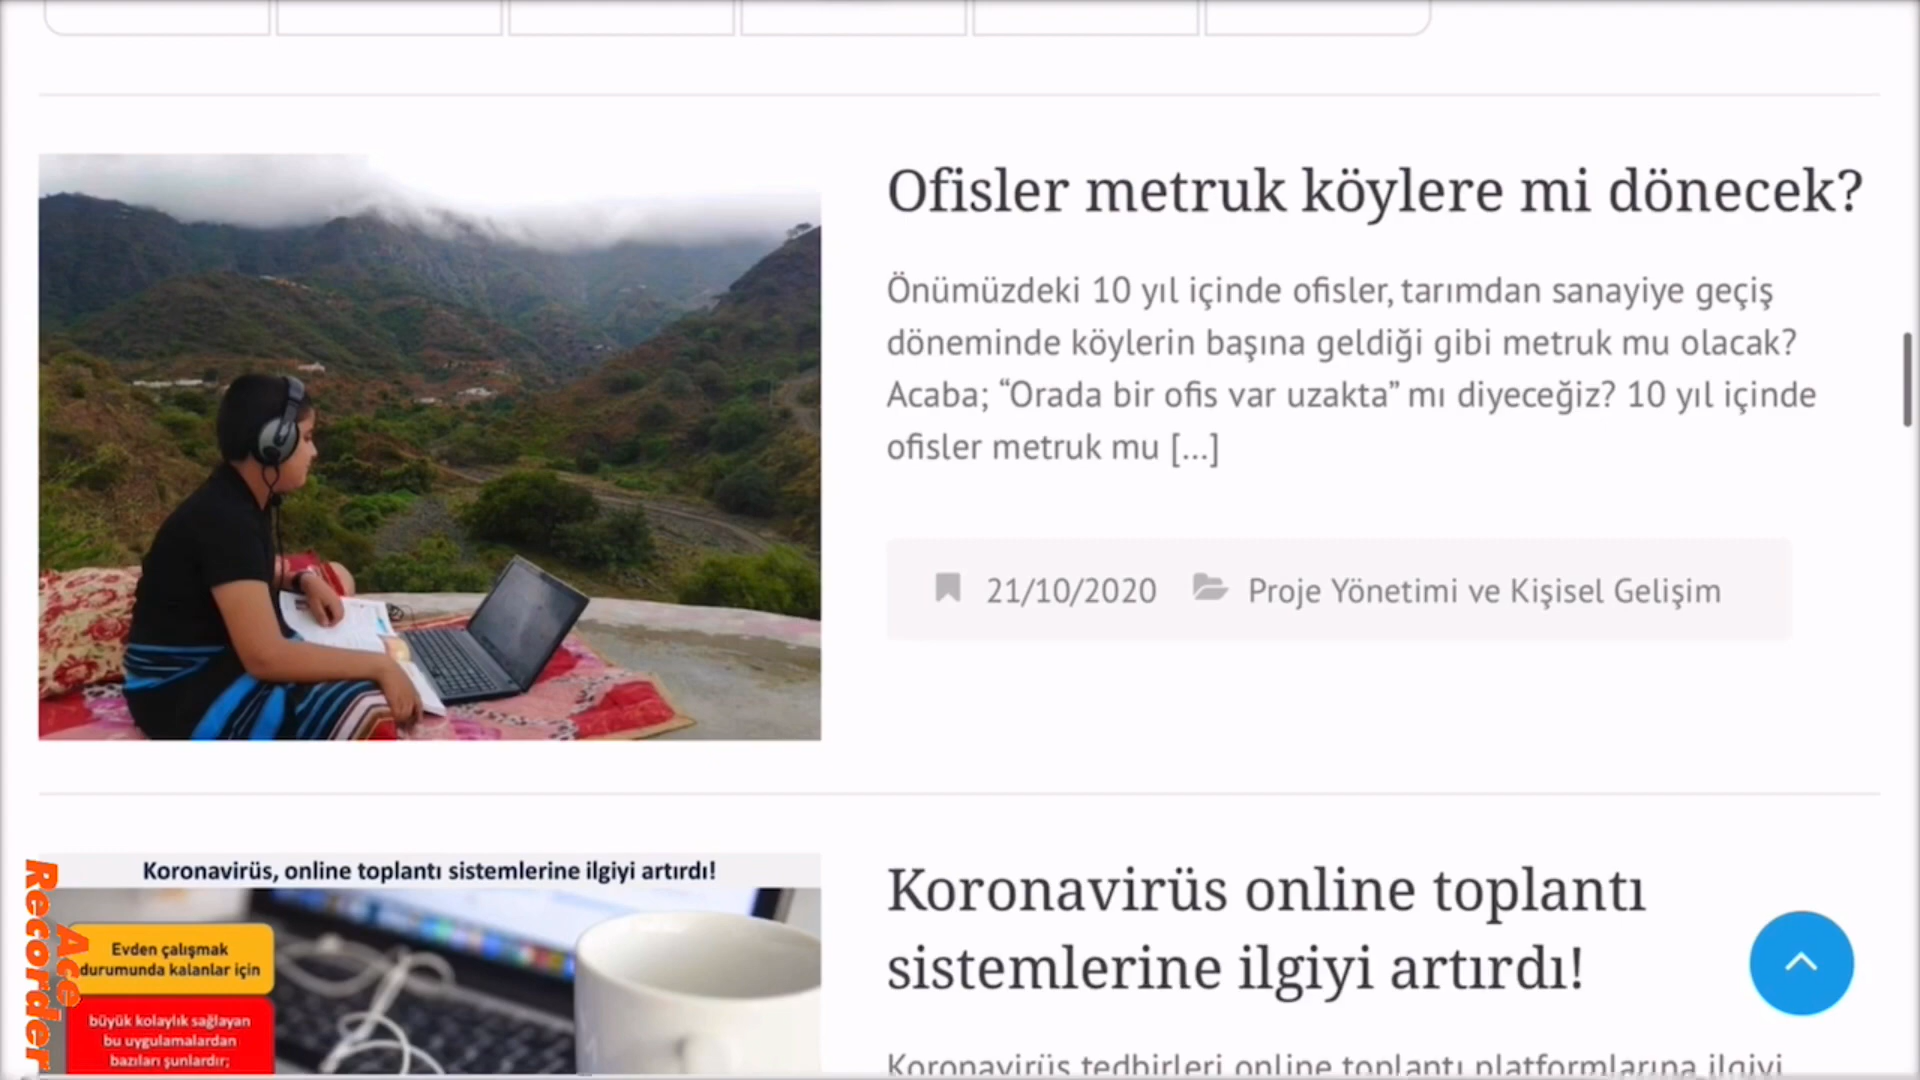 Ofisler metruk köylere mi dönecek?
Önümüzdeki 10 yıl içinde ofisler, tarımdan sanayiye geçiş
döneminde köylerin başına geldiği gibi metruk mu olacak?
Acaba; “Orada bir ofis var uzakta” mı diyeceğiz? 10 yıl içinde
ofisler metruk mu [...]
21/10/2020 Proje Yönetimi ve Kişisel Gelişim
Koronavirüs, online toplantı sistemlerine ilgiyi artırdı!
Evden çalışmak
durumunda kalanlar için
büyük kolaylık sağlayan
bu uygulamalardan
bazıları şunlardır;
Ace
Recorder
Koronavirüs online toplantı
sistemlerine ilgiyi artırdı!
Koronavirüs tedbirleri online toplantı platformlarına ilgiyi